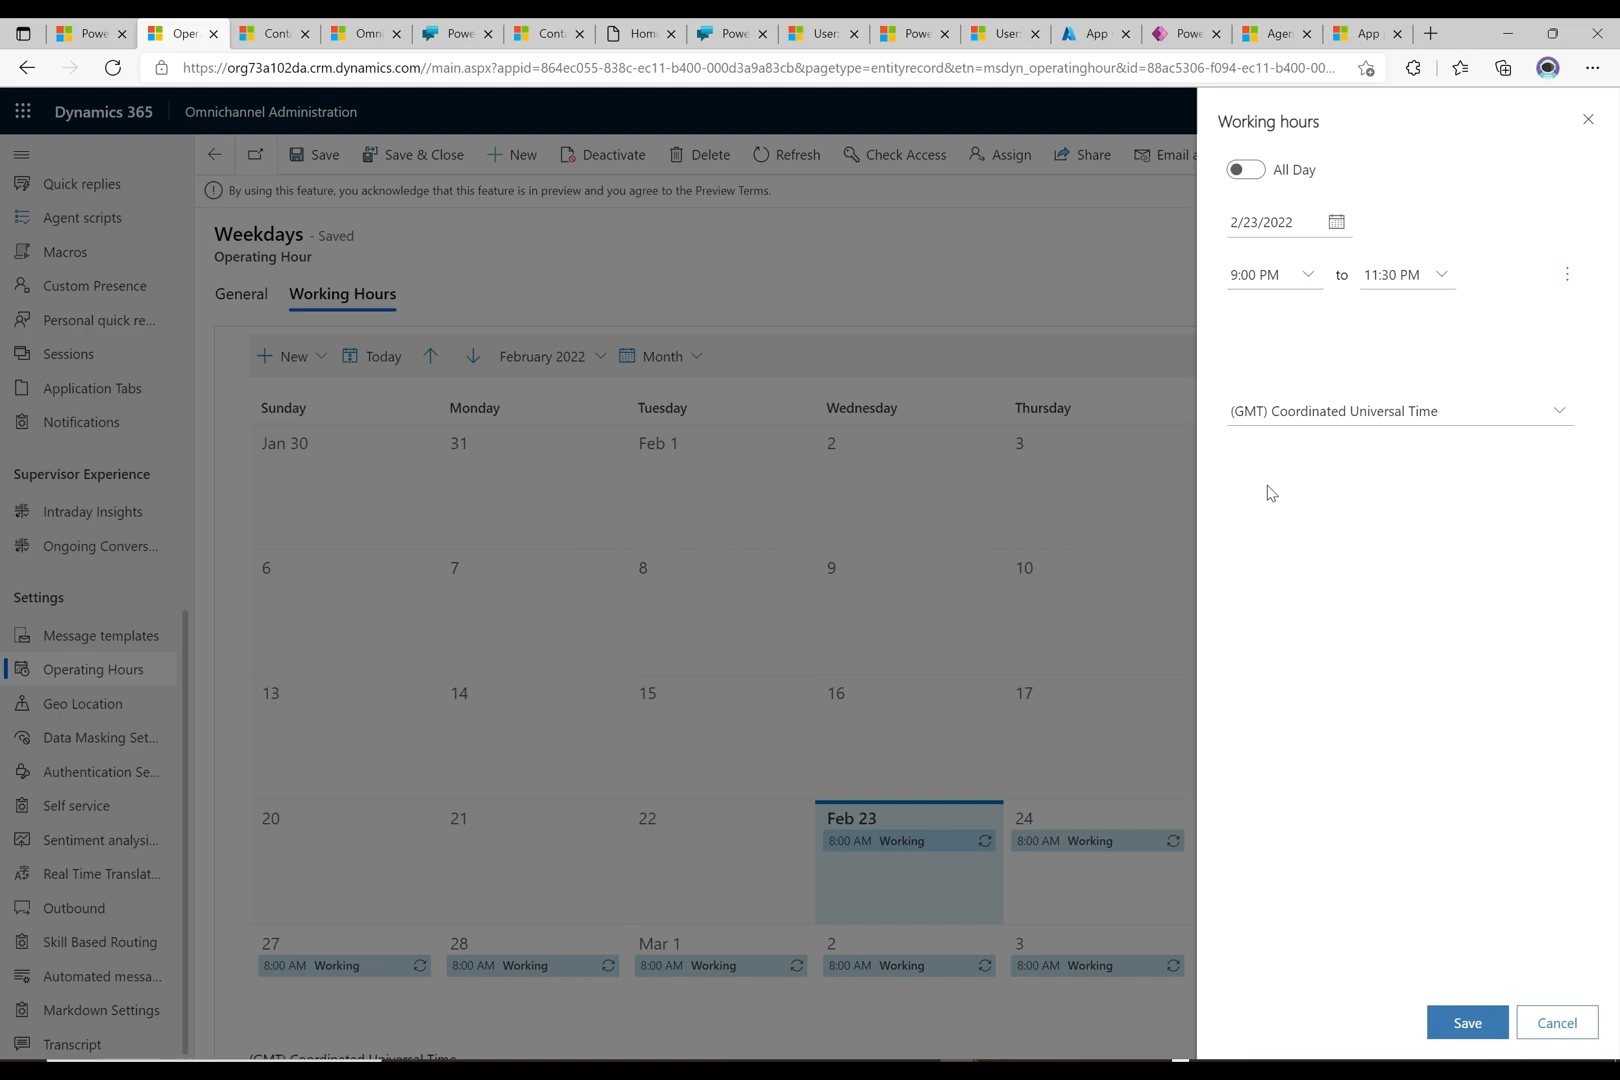 Powe
Oper
Conta
Omni
Powe
Conta
Home
Powe
User:
Powe
User:
App
Powe
Agen
App
https://org73a102da.crm.dynamics.com//main.aspx?appid=864ec055-838c-ec11-b400-000d3a9a83cb&pagetype=entityrecord&etn=msdyn_operatinghour&id=88ac5306-f094-ec11-b400-00...
Dynamics 365
Omnichannel Administration
Save
Save & Close
New
Deactivate
Delete
Refresh
Check Access
Assign
Share
Email a
By using this feature, you acknowledge that this feature is in preview and you agree to the Preview Terms.
Weekdays - Saved
Operating Hour
General
Working Hours
New
Today
February 2022
Month
Sunday
Monday
Tuesday
Wednesday
Thursday
Jan 30
31
Feb 1
2
3
6
7
8
9
10
13
14
15
16
17
20
21
22
Feb 23
24
8:00 AM Working
8:00 AM Working
27
28
Mar 1
2
3
8:00 AM Working
8:00 AM Working
8:00 AM Working
8:00 AM Working
8:00 AM Working
(GMT) Coordinated Universal Time
Quick replies
Agent scripts
Macros
Custom Presence
Personal quick re...
Sessions
Application Tabs
Notifications
Supervisor Experience
Intraday Insights
Ongoing Convers...
Settings
Message templates
Operating Hours
Geo Location
Data Masking Set...
Authentication Se...
Self service
Sentiment analysi...
Real Time Translat...
Outbound
Skill Based Routing
Automated messa...
Markdown Settings
Transcript
Working hours
All Day
2/23/2022
9:00 PM
to
11:30 PM
(GMT) Coordinated Universal Time
Save
Cancel